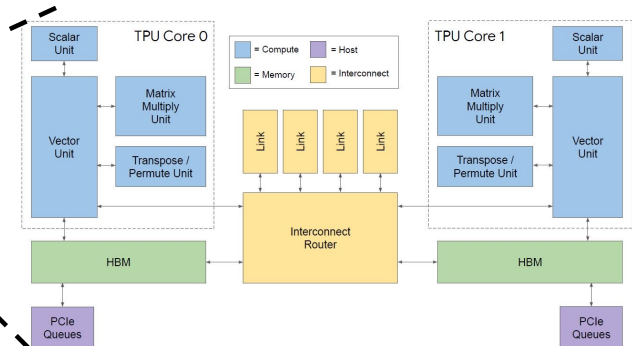 TPU Core 0
Scalar
Unit
Vector
Unit
Matrix
Multiply
Unit
Transpose /
Permute Unit
HBM
PCIe
Queues
= Compute
= Host
= Memory
= Interconnect
Link
Link
Link
Link
Interconnect
Router
TPU Core 1
Scalar
Unit
Matrix
Multiply
Unit
Vector
Unit
Transpose /
Permute Unit
HBM
PCIe
Queues